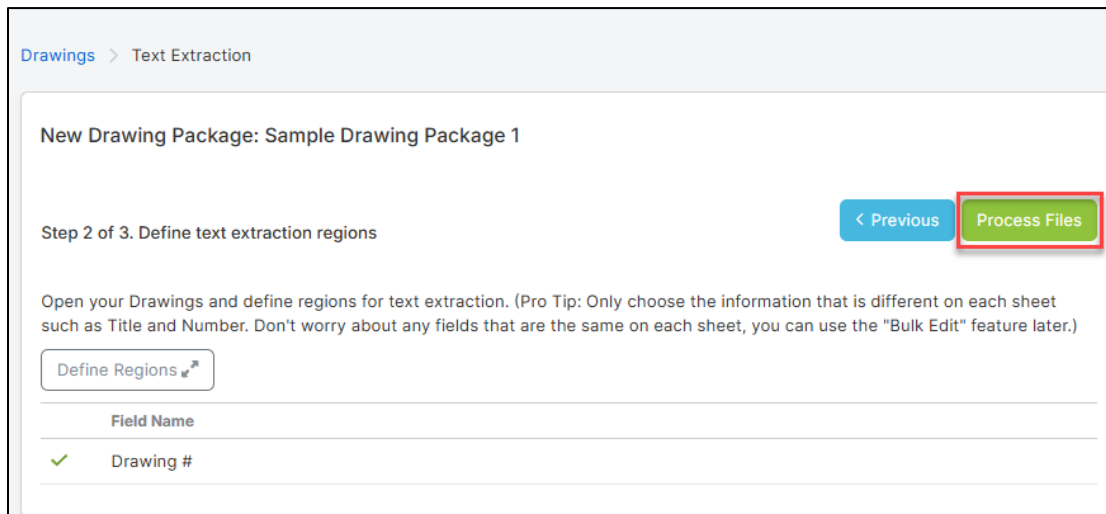 Drawings > Text Extraction
New Drawing Package: Sample Drawing Package 1
< Previous
Process Files
Step 2 of 3. Define text extraction regions
Open your Drawings and define regions for text extraction. (Pro Tip: Only choose the information that is different on each sheet
such as Title and Number. Don't worry about any fields that are the same on each sheet, you can use the "Bulk Edit" feature later.)
Define Regions
Field Name
Drawing #